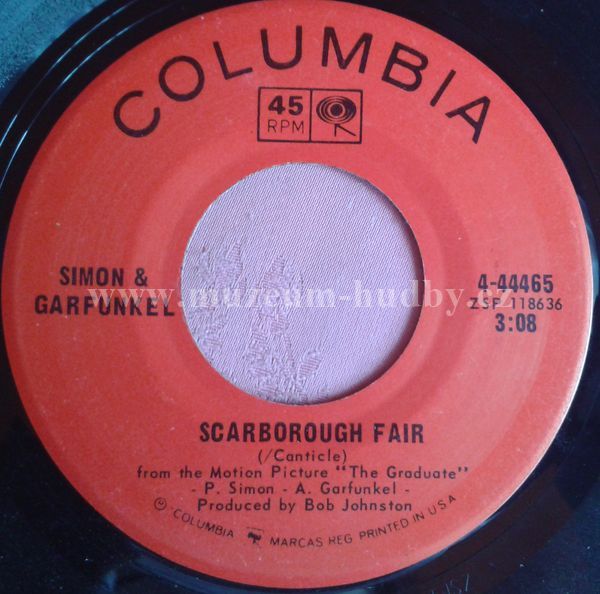 COLUMBIA
45
RPM
SIMON &
GARFUNKEL
4-44465
ZSP 118636
3:08
www.muzeum-hudby.cz
SCARBOROUGH FAIR
(/Canticle)
from the Motion Picture "The Graduate"
- P. Simon - A. Garfunkel -
Produced by Bob Johnston
℗ COLUMBIA MARCAS REG. PRINTED IN U.S.A.